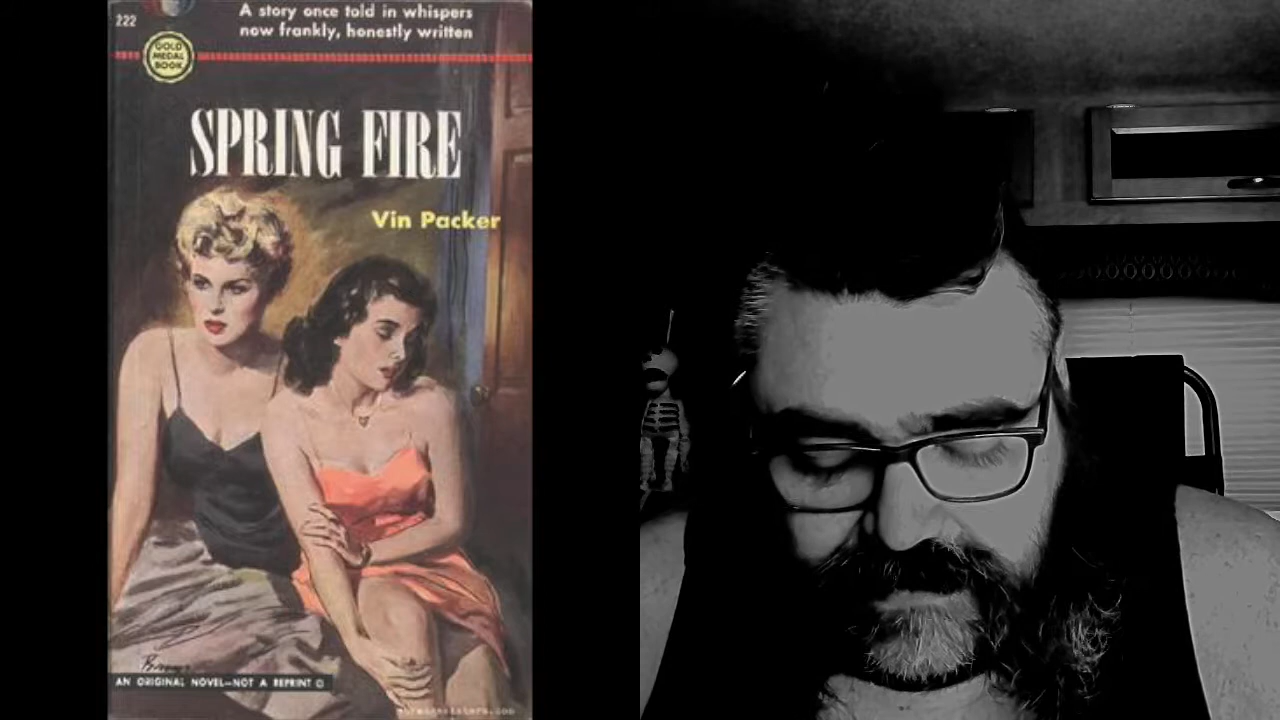 222
A story once told in whispers
now frankly, honestly written
GOLD
MEDAL
BOOK
SPRING FIRE
Vin Packer
AN ORIGINAL NOVEL—NOT A REPRINT